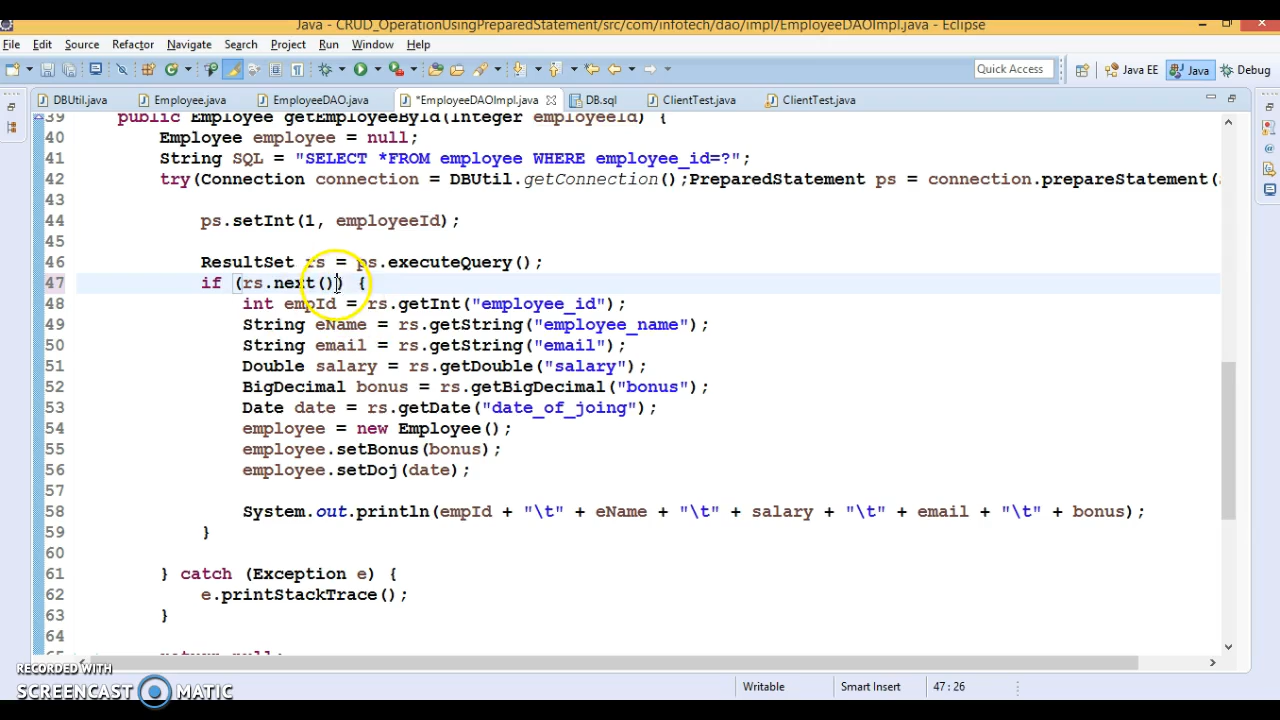 Java - CRUD_OperationUsingPreparedStatement/src/com/infotech/dao/impl/EmployeeDAOImpl.java - Eclipse
File Edit Source Refactor Navigate Search Project Run Window Help
Quick Access Java EE Java Debug
DBUtil.java Employee.java EmployeeDAO.java *EmployeeDAOImpl.java DB.sql ClientTest.java ClientTest.java
39 public Employee getEmployeeById(Integer employeeId) {
40 Employee employee = null;
41 String SQL = "SELECT *FROM employee WHERE employee_id=?";
42 try(Connection connection = DBUtil.getConnection();PreparedStatement ps = connection.prepareStatement(
43
44 ps.setInt(1, employeeId);
45
46 ResultSet rs = ps.executeQuery();
47 if (rs.next()) {
48 int empId = rs.getInt("employee_id");
49 String eName = rs.getString("employee_name");
50 String email = rs.getString("email");
51 Double salary = rs.getDouble("salary");
52 BigDecimal bonus = rs.getBigDecimal("bonus");
53 Date date = rs.getDate("date_of_joing");
54 employee = new Employee();
55 employee.setBonus(bonus);
56 employee.setDoj(date);
57
58 System.out.println(empId + "\t" + eName + "\t" + salary + "\t" + email + "\t" + bonus);
59 }
60
61 } catch (Exception e) {
62 e.printStackTrace();
63 }
64
65 return null;
RECORDED WITH
SCREENCAST MATIC
Writable Smart Insert 47 : 26